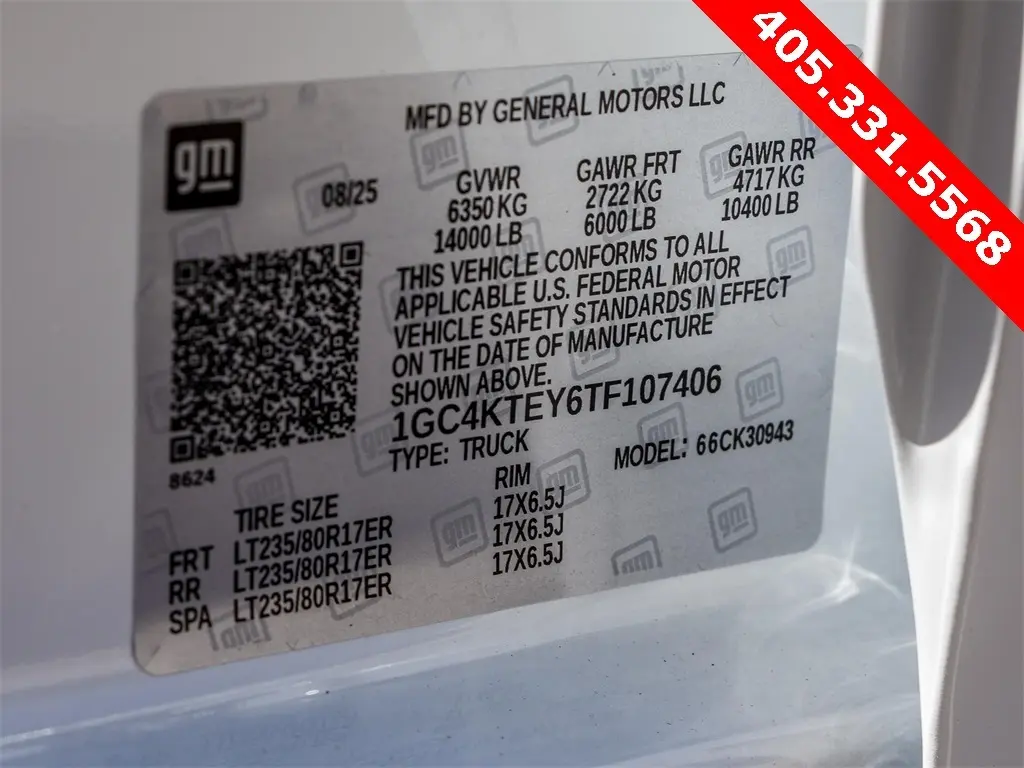 405.331.5568
MFD BY GENERAL MOTORS LLC
gm
08/25
GVWR
6350 KG
14000 LB
GAWR FRT
2722 KG
6000 LB
GAWR RR
4717 KG
10400 LB
THIS VEHICLE CONFORMS TO ALL
APPLICABLE U.S. FEDERAL MOTOR
VEHICLE SAFETY STANDARDS IN EFFECT
ON THE DATE OF MANUFACTURE
SHOWN ABOVE.
1GC4KTEY6TF107406
TYPE: TRUCK
MODEL: 66CK30943
8624
TIRE SIZE RIM
FRT LT235/80R17ER 17X6.5J
RR LT235/80R17ER 17X6.5J
SPA LT235/80R17ER 17X6.5J